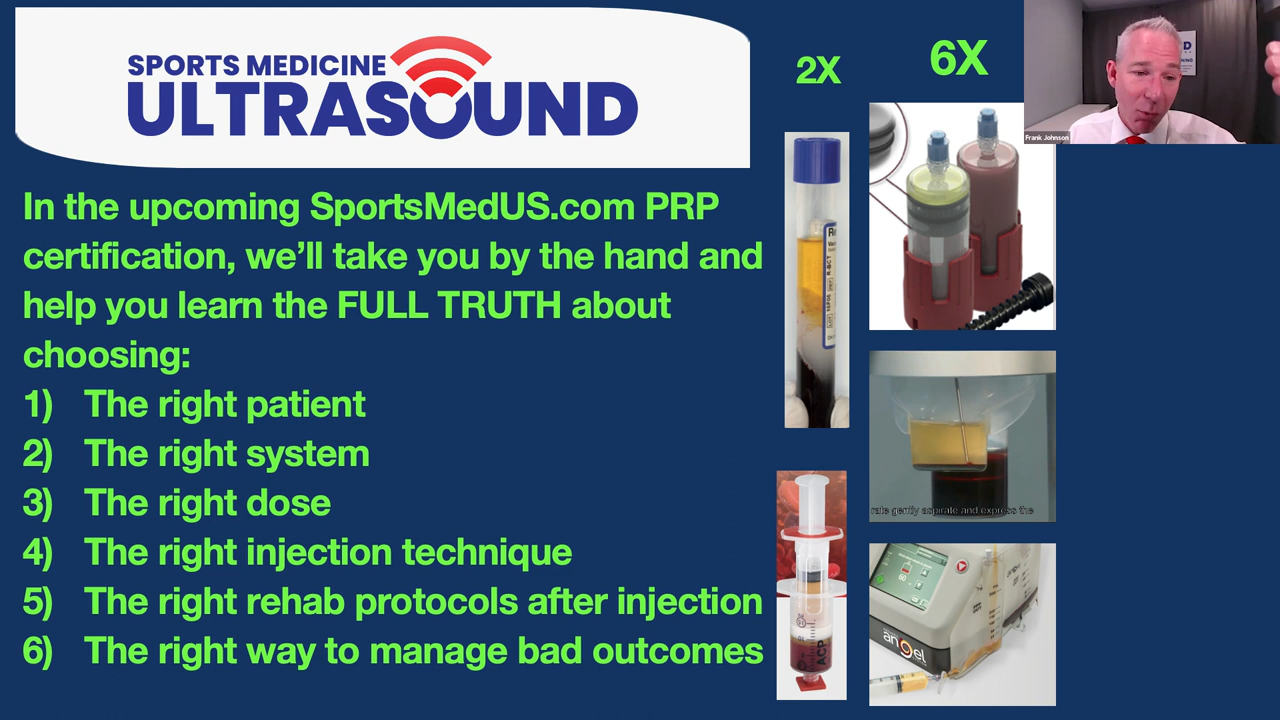 SPORTS MEDICINE
ULTRASOUND
2X
6X
Frank Johnson
In the upcoming SportsMedUS.com PRP
certification, we’ll take you by the hand and
help you learn the FULL TRUTH about
choosing:
1) The right patient
2) The right system
3) The right dose
4) The right injection technique
5) The right rehab protocols after injection
6) The right way to manage bad outcomes
R-BCT
rate gently aspirate and express the
ACP
angel